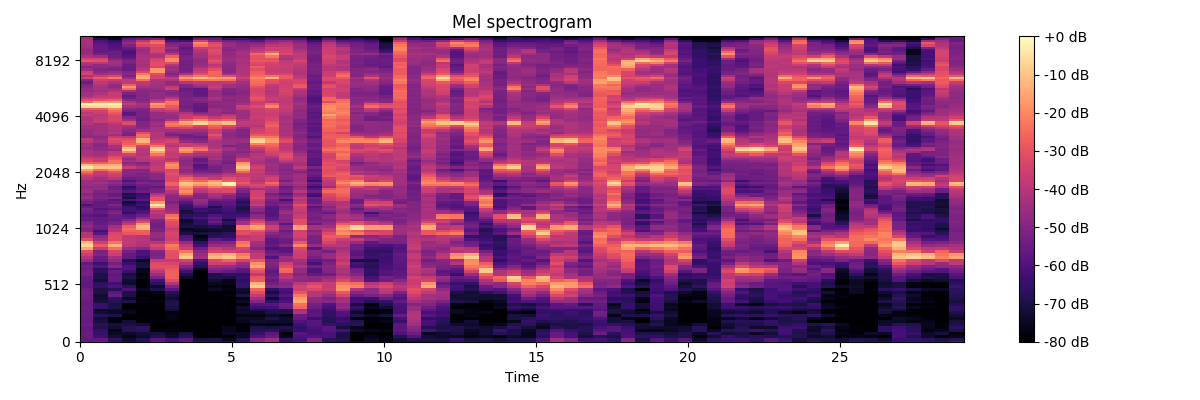 Mel spectrogram
Hz
8192
4096
2048
1024
512
0
0 5 10 15 20 25
Time
+0 dB
-10 dB
-20 dB
-30 dB
-40 dB
-50 dB
-60 dB
-70 dB
-80 dB